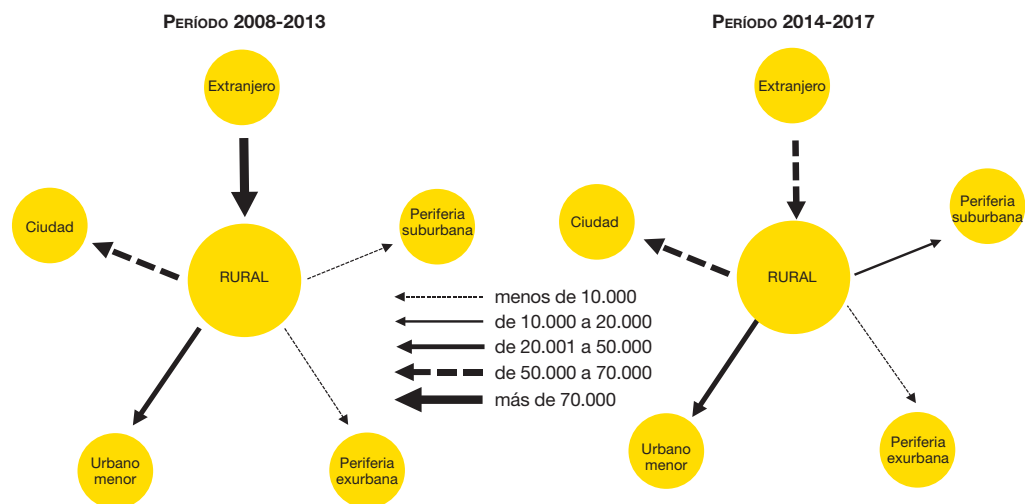 PERÍODO 2008-2013
Extranjero
Ciudad
Periferia
suburbana
RURAL
Urbano
menor
Periferia
exurbana
menos de 10.000
de 10.000 a 20.000
de 20.001 a 50.000
de 50.000 a 70.000
más de 70.000
PERÍODO 2014-2017
Extranjero
Ciudad
Periferia
suburbana
RURAL
Urbano
menor
Periferia
exurbana